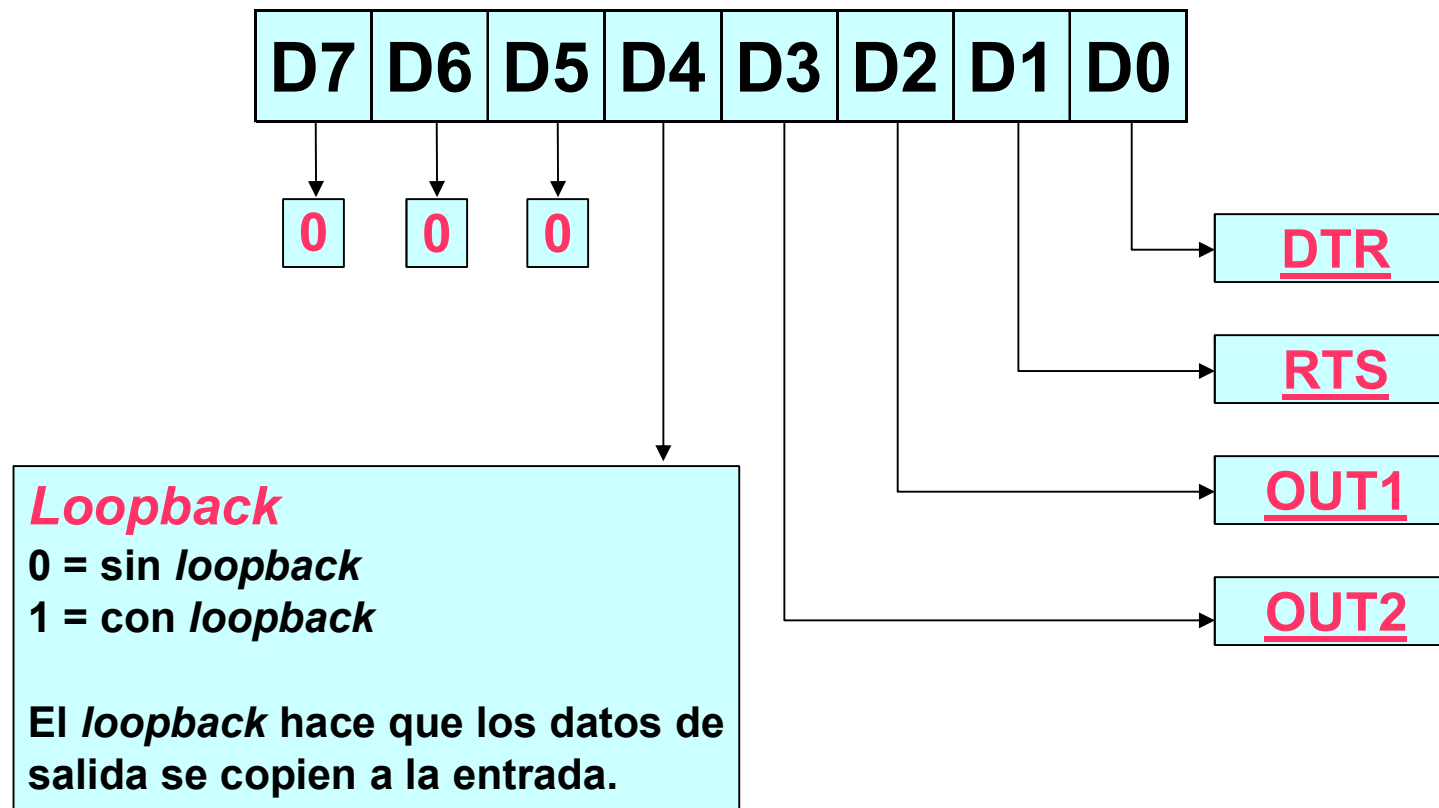 D7 D6 D5 D4 D3 D2 D1 D0
0 0 0
DTR
RTS
OUT1
OUT2
Loopback
0 = sin loopback
1 = con loopback
El loopback hace que los datos de
salida se copien a la entrada.